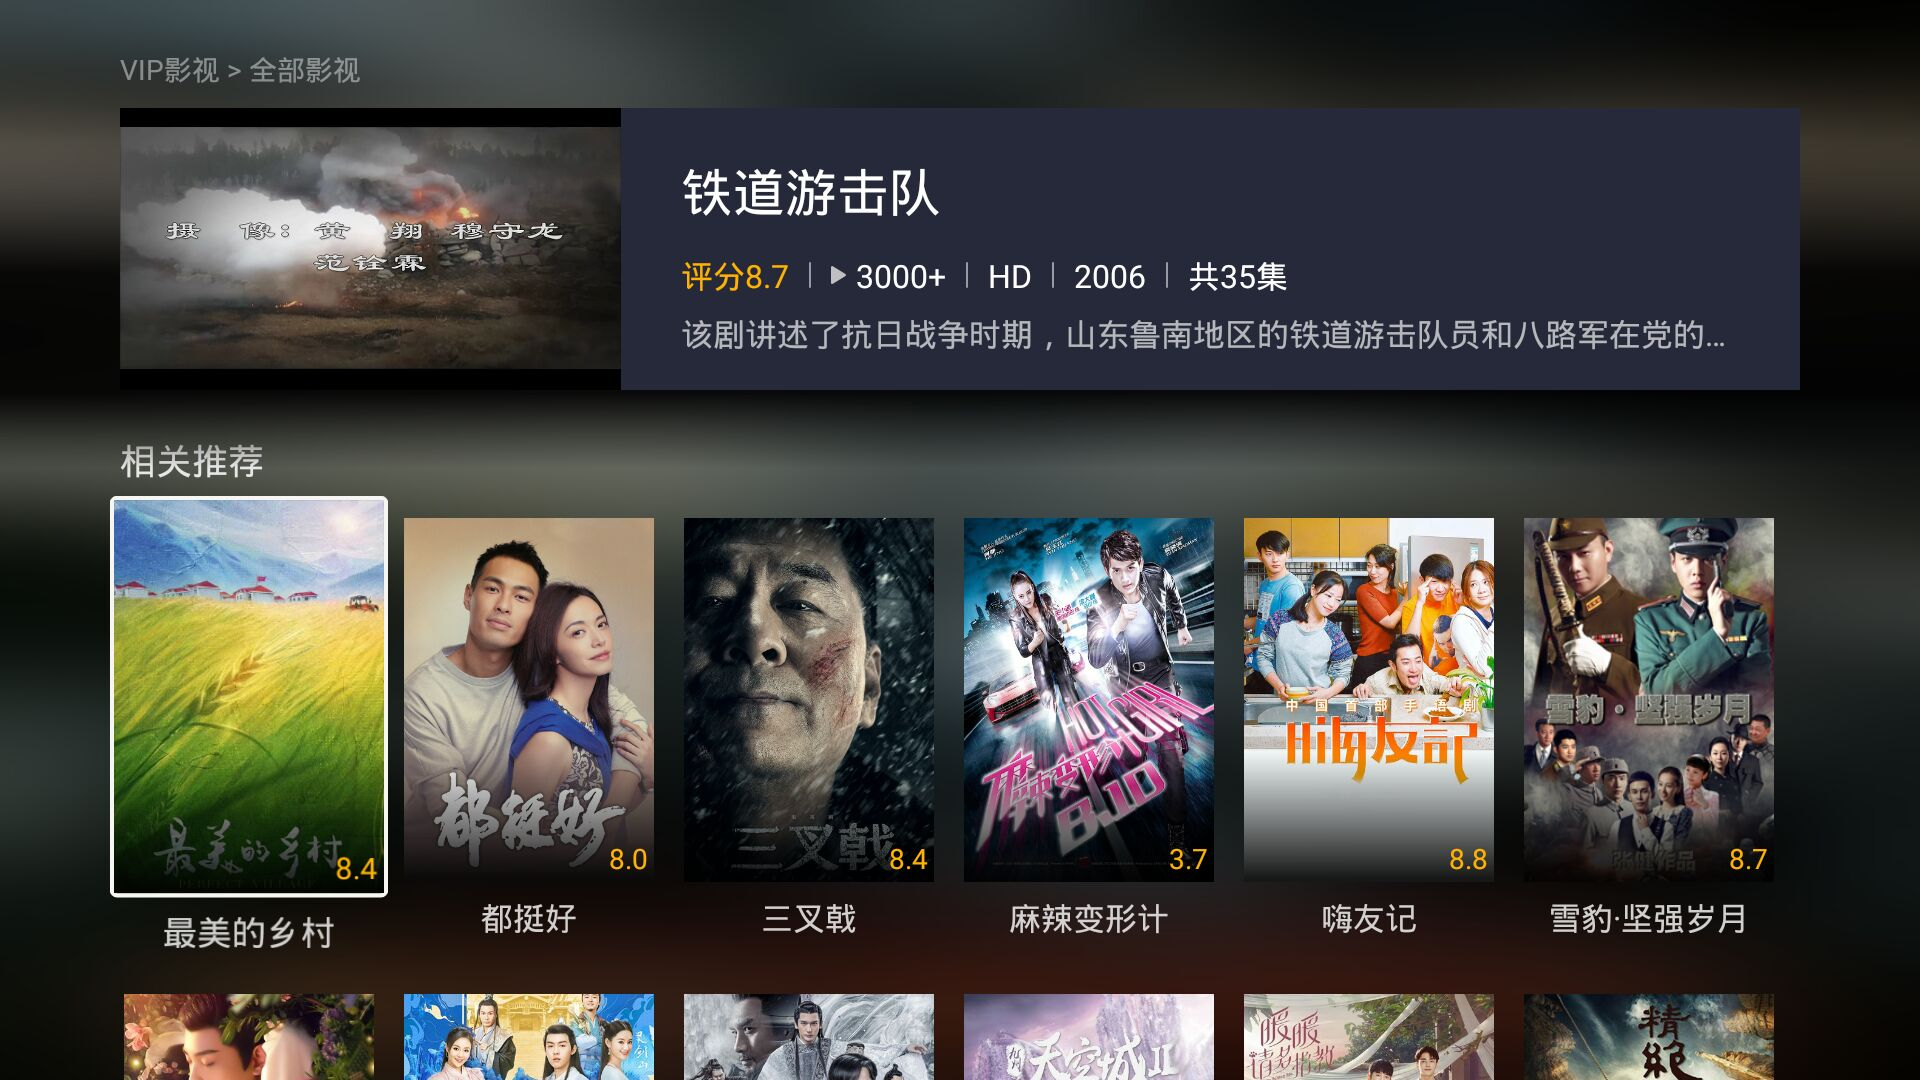 VIP影视 > 全部影视
摄 像：黄 翔 穆守龙
范铨霖
铁道游击队
评分8.7 | 3000+ | HD | 2006 | 共35集
该剧讲述了抗日战争时期，山东鲁南地区的铁道游击队员和八路军在党的...
相关推荐
最美的乡村
PERFECT VILLAGE
8.4
都挺好
8.0
三叉戟
8.4
HOT GIRL
麻辣变形计
8.10
3.7
中国首部手语剧
嗨友記
8.8
雪豹·坚强岁月
张健作品
8.7
最美的乡村
都挺好
三叉戟
麻辣变形计
嗨友记
雪豹·坚强岁月
天空城II
暖暖
请多指教
精
绝